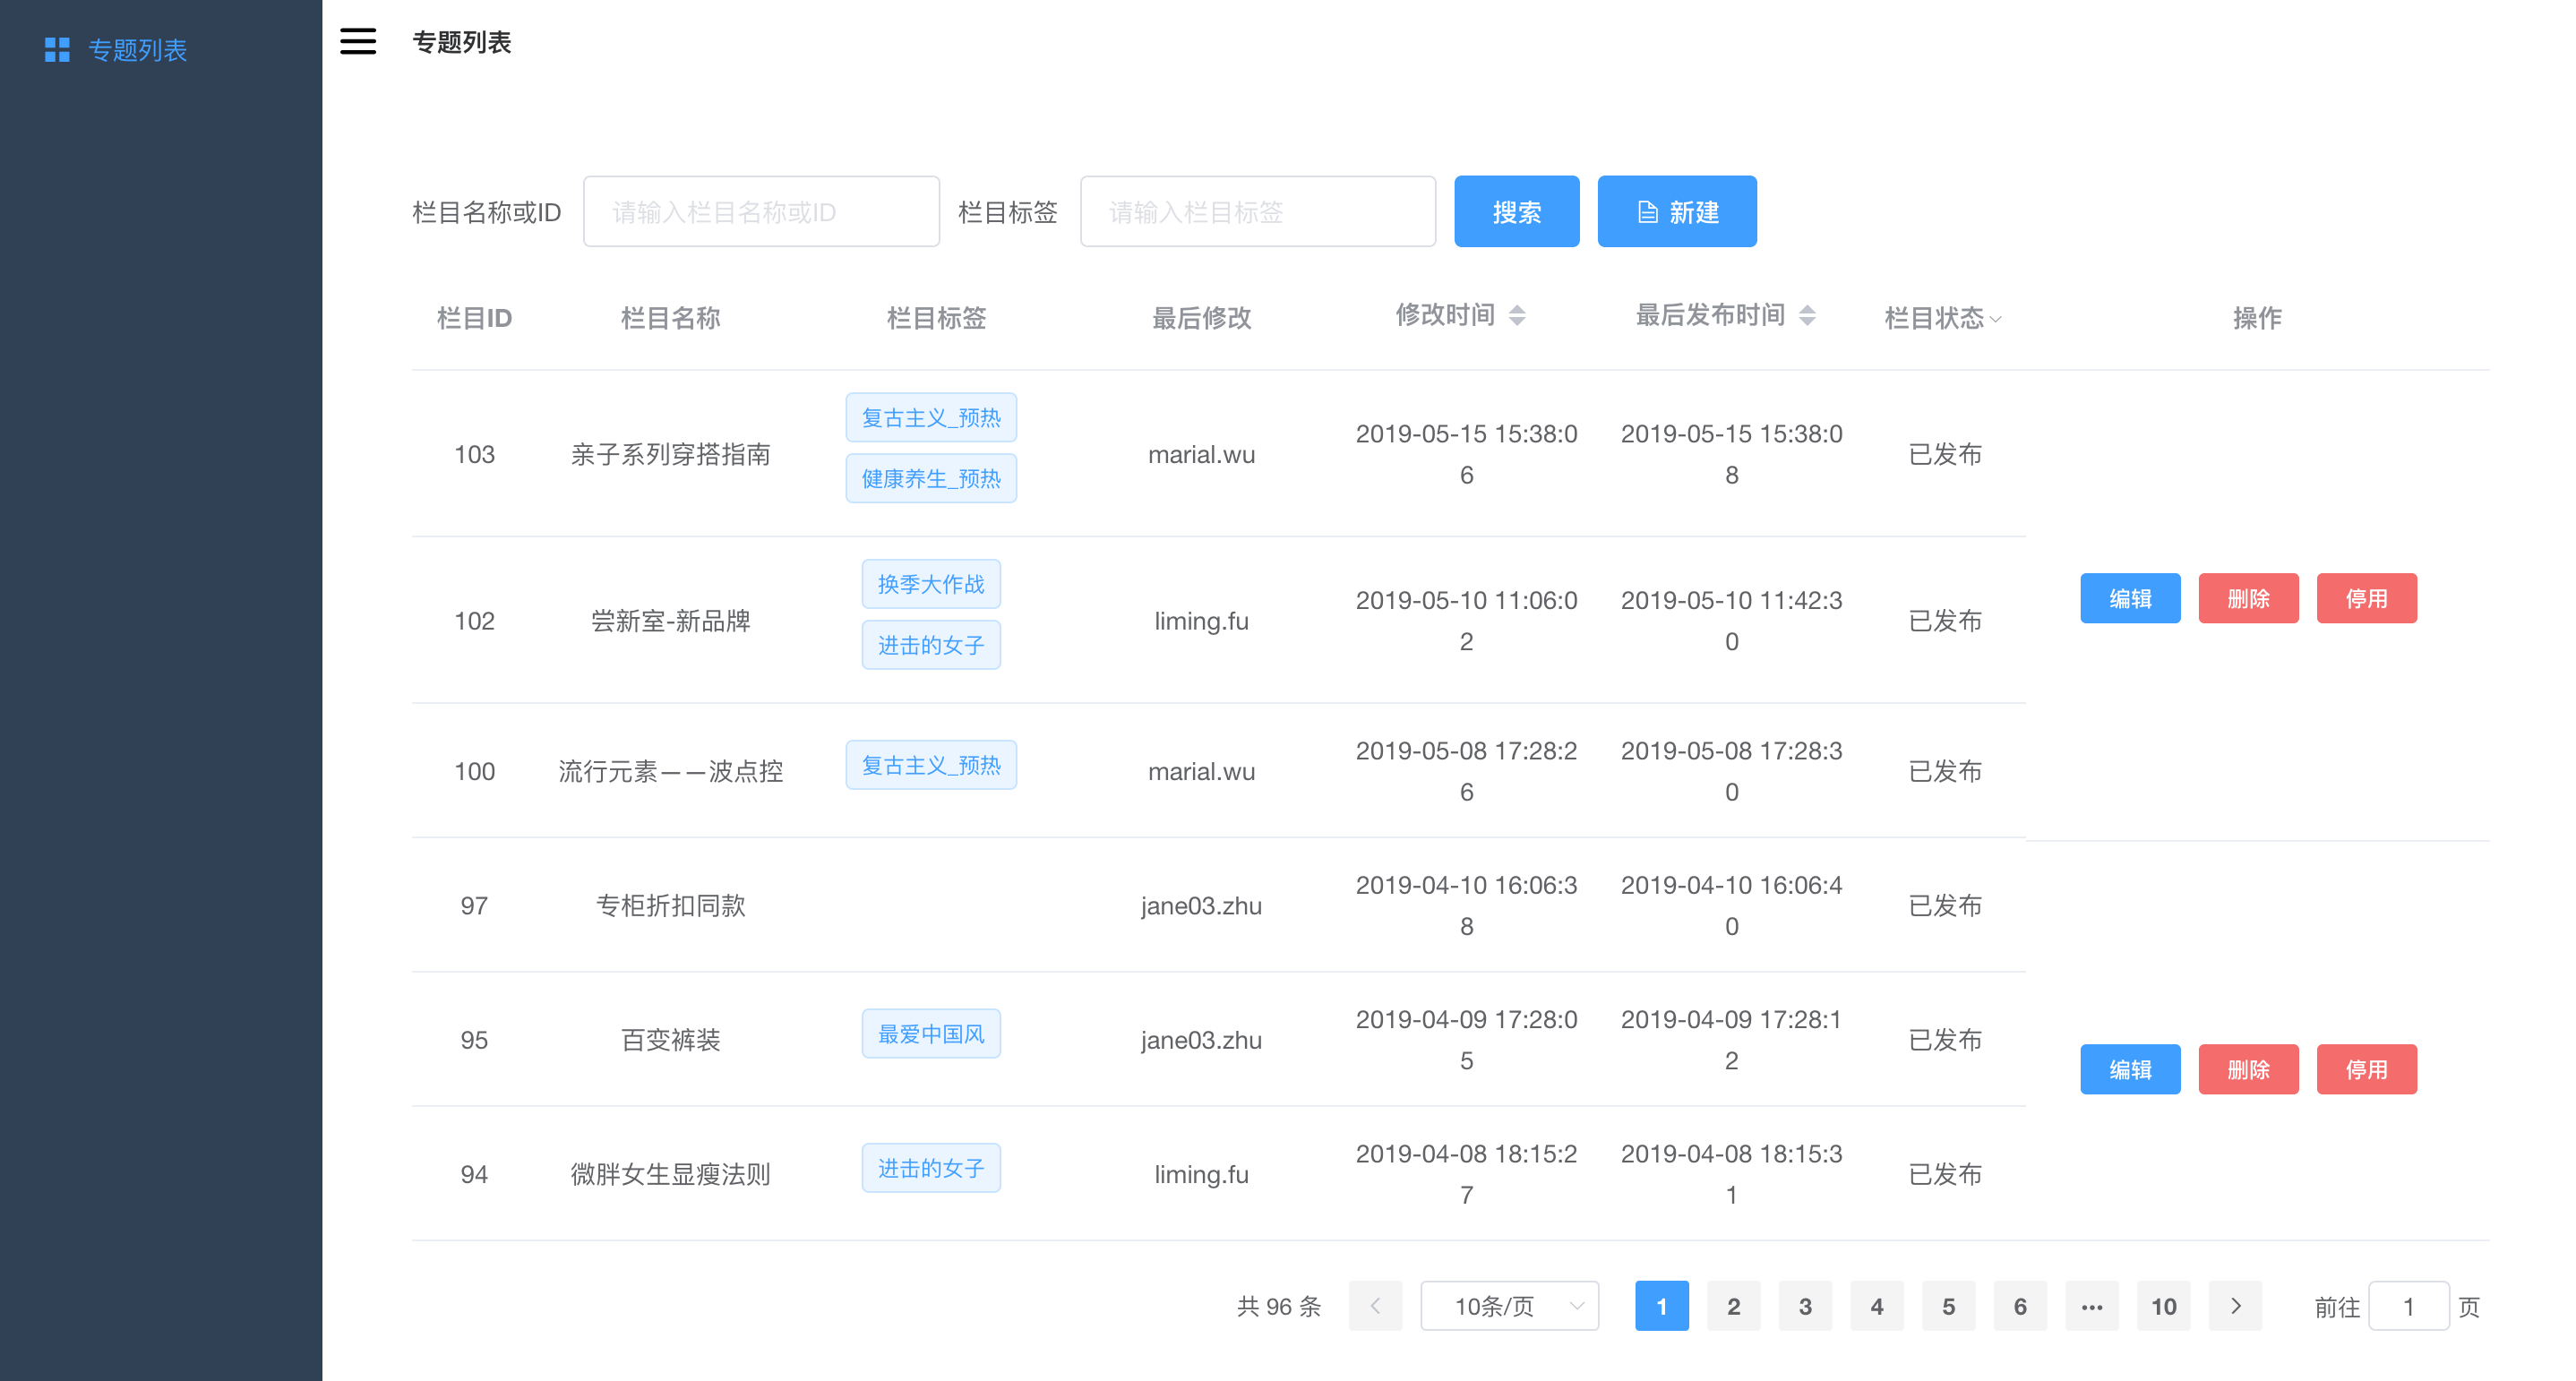 专题列表
专题列表
栏目名称或ID 请输入栏目名称或ID 栏目标签 请输入栏目标签 搜索 新建
栏目ID 栏目名称 栏目标签 最后修改 修改时间 最后发布时间 栏目状态 操作
103 亲子系列穿搭指南 复古主义_预热 健康养生_预热 marial.wu 2019-05-15 15:38:06 2019-05-15 15:38:08 已发布
102 尝新室-新品牌 换季大作战 进击的女子 liming.fu 2019-05-10 11:06:02 2019-05-10 11:42:30 已发布
编辑 删除 停用
100 流行元素——波点控 复古主义_预热 marial.wu 2019-05-08 17:28:26 2019-05-08 17:28:30 已发布
97 专柜折扣同款 jane03.zhu 2019-04-10 16:06:38 2019-04-10 16:06:40 已发布
95 百变裤装 最爱中国风 jane03.zhu 2019-04-09 17:28:05 2019-04-09 17:28:12 已发布
编辑 删除 停用
94 微胖女生显瘦法则 进击的女子 liming.fu 2019-04-08 18:15:27 2019-04-08 18:15:31 已发布
共 96 条 10条/页 1 2 3 4 5 6 ••• 10 前往 1 页